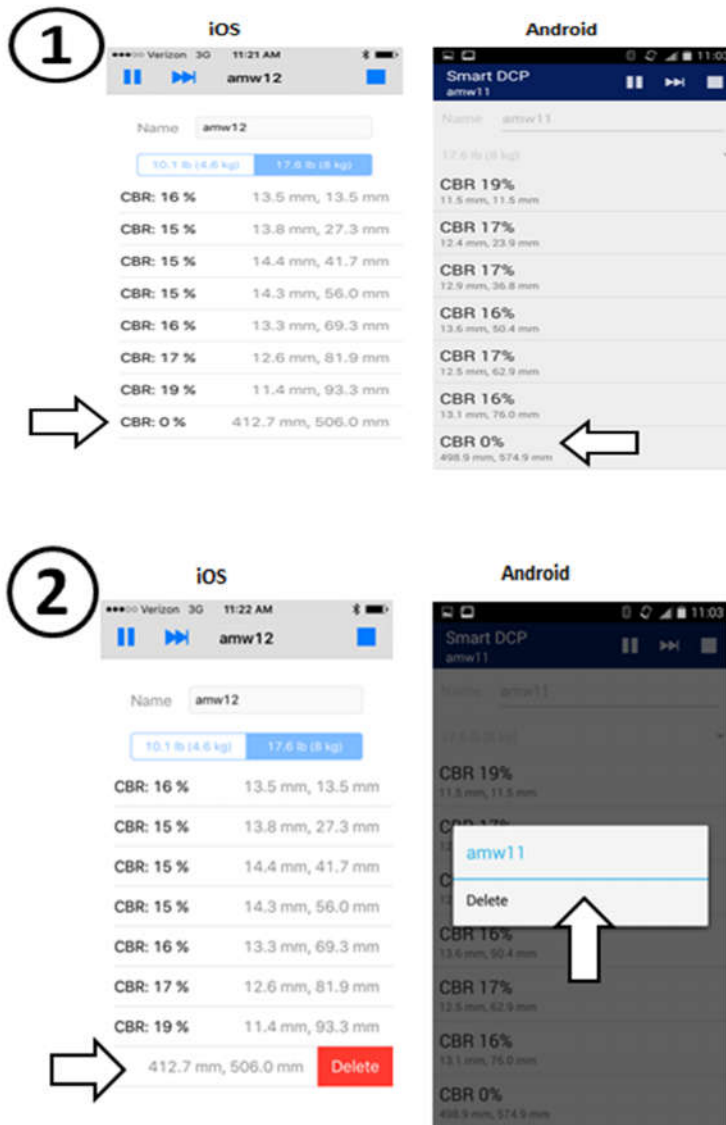 1
iOS
Android
Verizon 3G 11:21 AM
amw12
Name amw12
10.1 lb (4.6 kg) 17.6 lb (8 kg)
CBR: 16 % 13.5 mm, 13.5 mm
CBR: 15 % 13.8 mm, 27.3 mm
CBR: 15 % 14.4 mm, 41.7 mm
CBR: 15 % 14.3 mm, 56.0 mm
CBR: 16 % 13.3 mm, 69.3 mm
CBR: 17 % 12.6 mm, 81.9 mm
CBR: 19 % 11.4 mm, 93.3 mm
CBR: 0 % 412.7 mm, 506.0 mm
11:03
Smart DCP
amw11
Name amw11
17.6 lb (8 kg)
CBR 19%
11.5 mm, 11.5 mm
CBR 17%
12.4 mm, 23.9 mm
CBR 17%
12.9 mm, 36.8 mm
CBR 16%
13.6 mm, 50.4 mm
CBR 17%
12.5 mm, 62.9 mm
CBR 16%
13.1 mm, 76.0 mm
CBR 0%
498.9 mm, 574.9 mm
2
iOS
Android
Verizon 3G 11:22 AM
amw12
Name amw12
10.1 lb (4.6 kg) 17.6 lb (8 kg)
CBR: 16 % 13.5 mm, 13.5 mm
CBR: 15 % 13.8 mm, 27.3 mm
CBR: 15 % 14.4 mm, 41.7 mm
CBR: 15 % 14.3 mm, 56.0 mm
CBR: 16 % 13.3 mm, 69.3 mm
CBR: 17 % 12.6 mm, 81.9 mm
CBR: 19 % 11.4 mm, 93.3 mm
412.7 mm, 506.0 mm Delete
11:03
Smart DCP
amw11
Name amw11
17.6 lb (8 kg)
CBR 19%
11.5 mm, 11.5 mm
CBR 17%
amw11
Delete
CBR 16%
13.6 mm, 50.4 mm
CBR 17%
12.5 mm, 62.9 mm
CBR 16%
13.1 mm, 76.0 mm
CBR 0%
498.9 mm, 574.9 mm